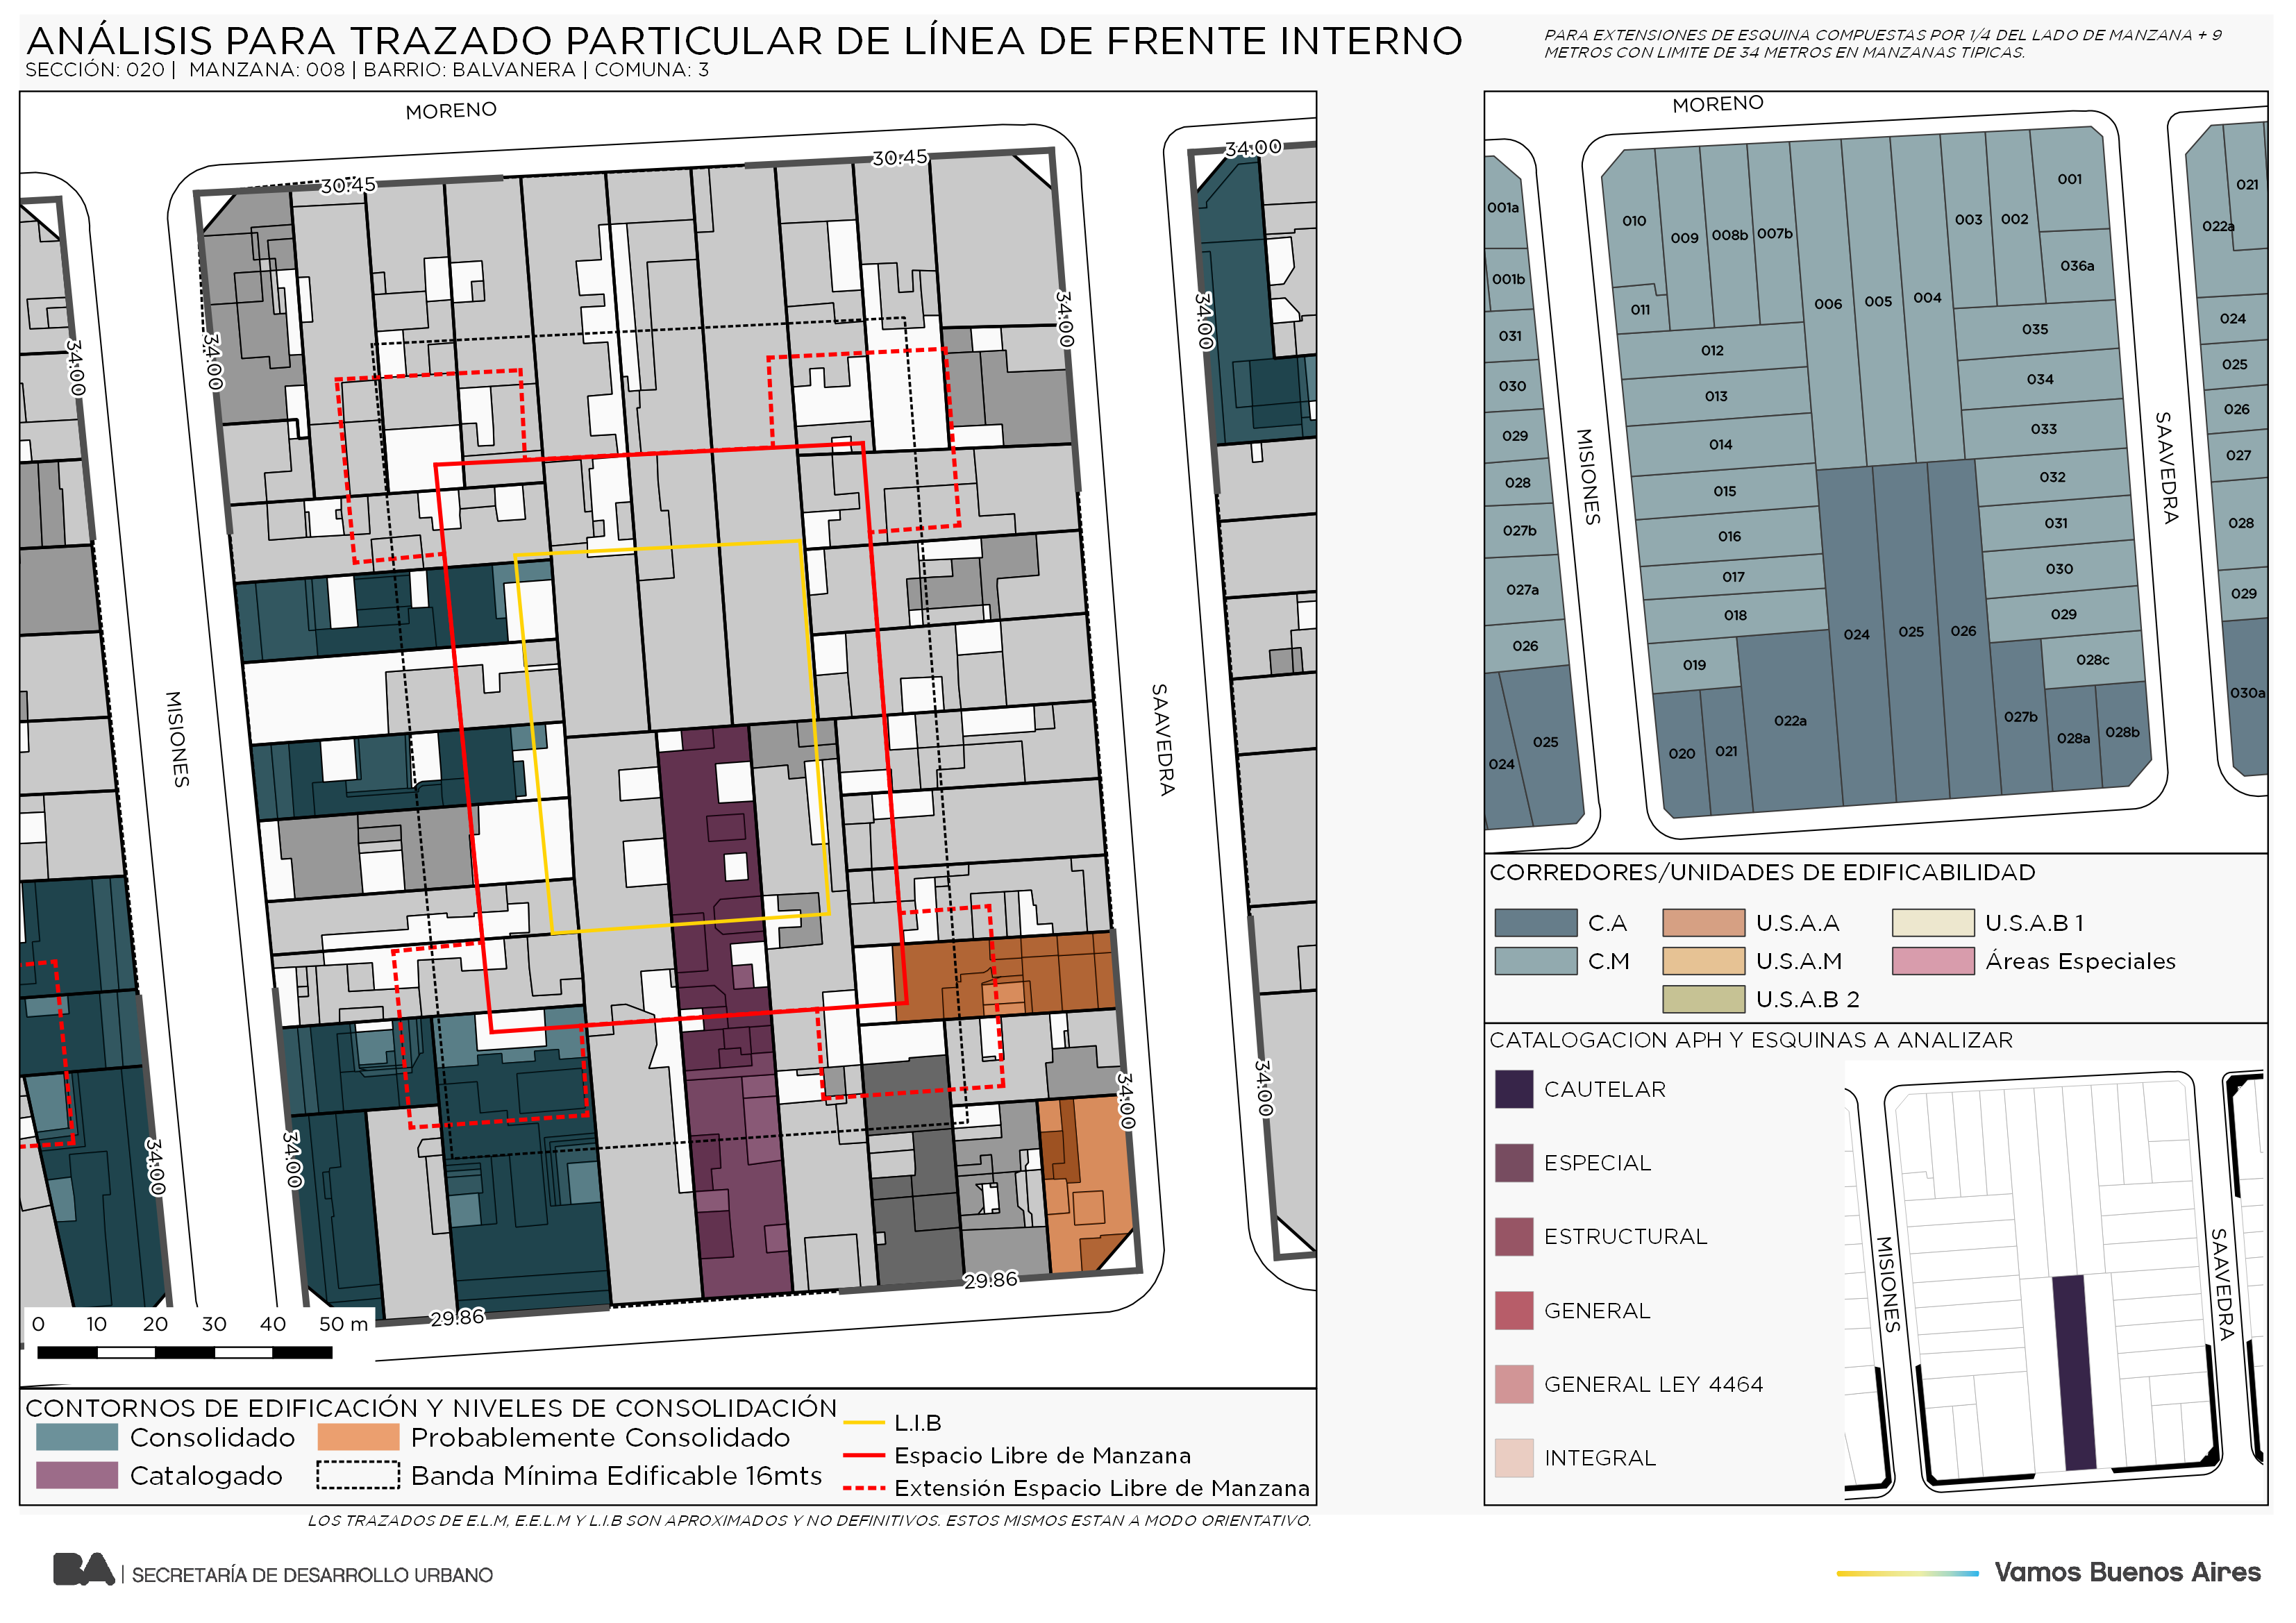 ANÁLISIS PARA TRAZADO PARTICULAR DE LÍNEA DE FRENTE INTERNO
SECCIÓN: 020 | MANZANA: 008 | BARRIO: BALVANERA | COMUNA: 3
PARA EXTENSIONES DE ESQUINA COMPUESTAS POR 1/4 DEL LADO DE MANZANA + 9
METROS CON LIMITE DE 34 METROS EN MANZANAS TIPICAS.
MORENO
30.45
30.45
34.00
34.00
34.00
34.00
34.00
MISIONES
SAAVEDRA
34.00
34.00
34.00
34.00
29.86
29.86
0 10 20 30 40 50 m
CONTORNOS DE EDIFICACIÓN Y NIVELES DE CONSOLIDACIÓN
Consolidado
Probablemente Consolidado
Catalogado
Banda Mínima Edificable 16mts
L.I.B
Espacio Libre de Manzana
Extensión Espacio Libre de Manzana
LOS TRAZADOS DE E.L.M, E.E.L.M Y L.I.B SON APROXIMADOS Y NO DEFINITIVOS. ESTOS MISMOS ESTAN A MODO ORIENTATIVO.
MORENO
MISIONES
SAAVEDRA
001a
001b
031
030
029
028
027b
027a
026
025
024
010
009
008b
007b
006
005
004
003
002
001
036a
011
012
013
014
015
016
017
018
019
020
021
022a
024
025
026
035
034
033
032
031
030
029
028c
027b
028a
028b
021
022a
024
025
026
027
028
029
030a
CORREDORES/UNIDADES DE EDIFICABILIDAD
C.A
U.S.A.A
U.S.A.B 1
C.M
U.S.A.M
Áreas Especiales
U.S.A.B 2
CATALOGACION APH Y ESQUINAS A ANALIZAR
CAUTELAR
ESPECIAL
ESTRUCTURAL
GENERAL
GENERAL LEY 4464
INTEGRAL
MISIONES
SAAVEDRA
BA | SECRETARÍA DE DESARROLLO URBANO
Vamos Buenos Aires